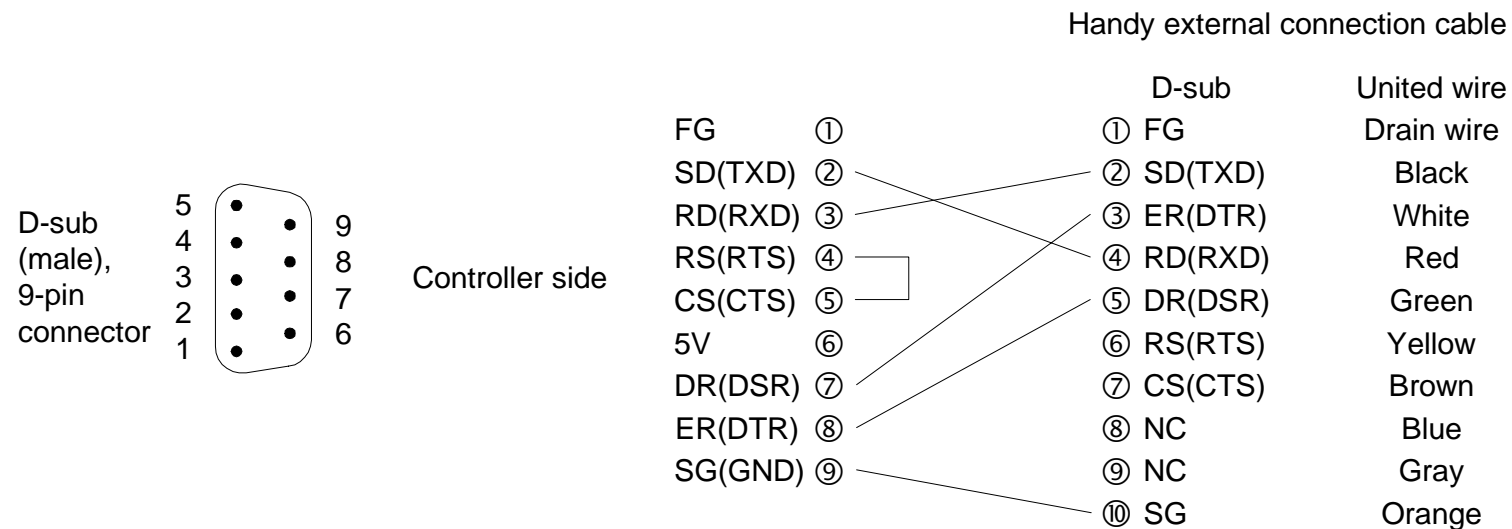 Handy external connection cable
D-sub United wire
FG ① ① FG Drain wire
SD(TXD) ② ② SD(TXD) Black
RD(RXD) ③ ③ ER(DTR) White
RS(RTS) ④ ④ RD(RXD) Red
CS(CTS) ⑤ ⑤ DR(DSR) Green
5V ⑥ ⑥ RS(RTS) Yellow
DR(DSR) ⑦ ⑦ CS(CTS) Brown
ER(DTR) ⑧ ⑧ NC Blue
SG(GND) ⑨ ⑨ NC Gray
⑩ SG Orange
D-sub
(male),
9-pin
connector
5
4
3
2
1
9
8
7
6
Controller side